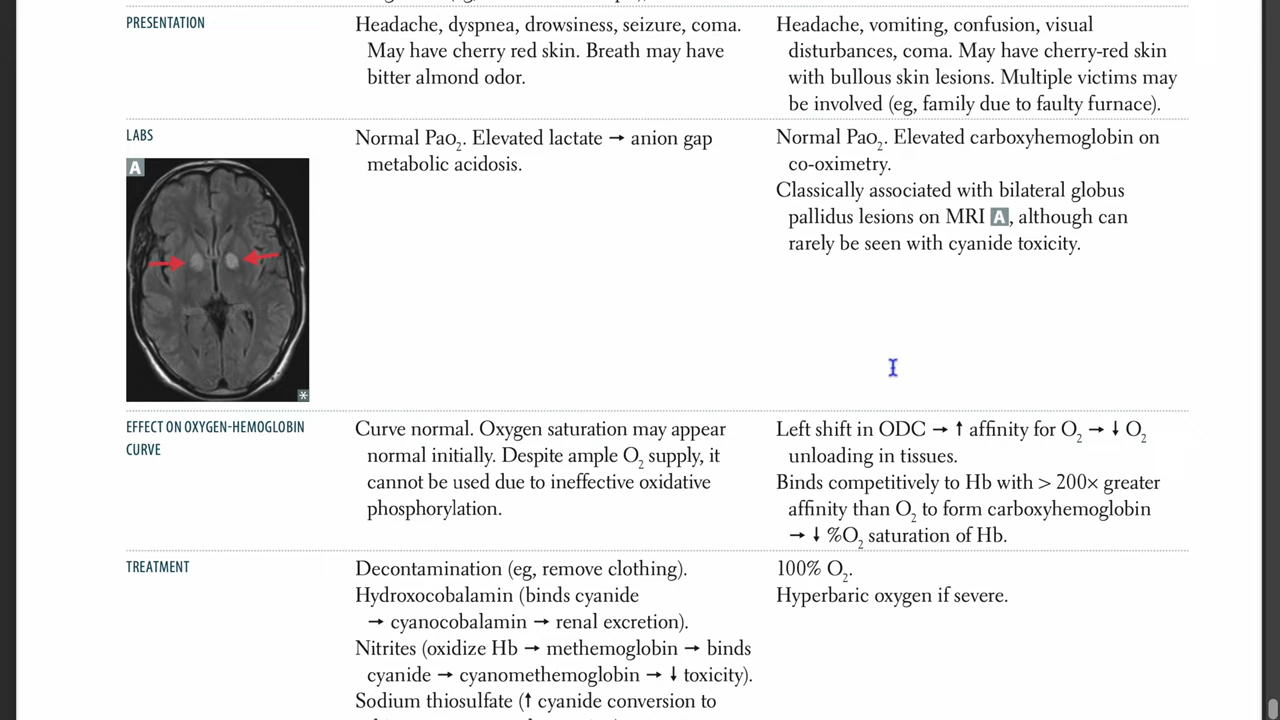 PRESENTATION
Headache, dyspnea, drowsiness, seizure, coma.
May have cherry red skin. Breath may have
bitter almond odor.
Headache, vomiting, confusion, visual
disturbances, coma. May have cherry-red skin
with bullous skin lesions. Multiple victims may
be involved (eg, family due to faulty furnace).
LABS
A
*
Normal PaO₂. Elevated lactate → anion gap
metabolic acidosis.
Normal PaO₂. Elevated carboxyhemoglobin on
co-oximetry.
Classically associated with bilateral globus
pallidus lesions on MRI A, although can
rarely be seen with cyanide toxicity.
EFFECT ON OXYGEN-HEMOGLOBIN
CURVE
Curve normal. Oxygen saturation may appear
normal initially. Despite ample O₂ supply, it
cannot be used due to ineffective oxidative
phosphorylation.
Left shift in ODC → ↑ affinity for O₂ → ↓ O₂
unloading in tissues.
Binds competitively to Hb with > 200× greater
affinity than O₂ to form carboxyhemoglobin
→ ↓ %O₂ saturation of Hb.
TREATMENT
Decontamination (eg, remove clothing).
Hydroxocobalamin (binds cyanide
→ cyanocobalamin → renal excretion).
Nitrites (oxidize Hb → methemoglobin → binds
cyanide → cyanomethemoglobin → ↓ toxicity).
Sodium thiosulfate (↑ cyanide conversion to
100% O₂.
Hyperbaric oxygen if severe.